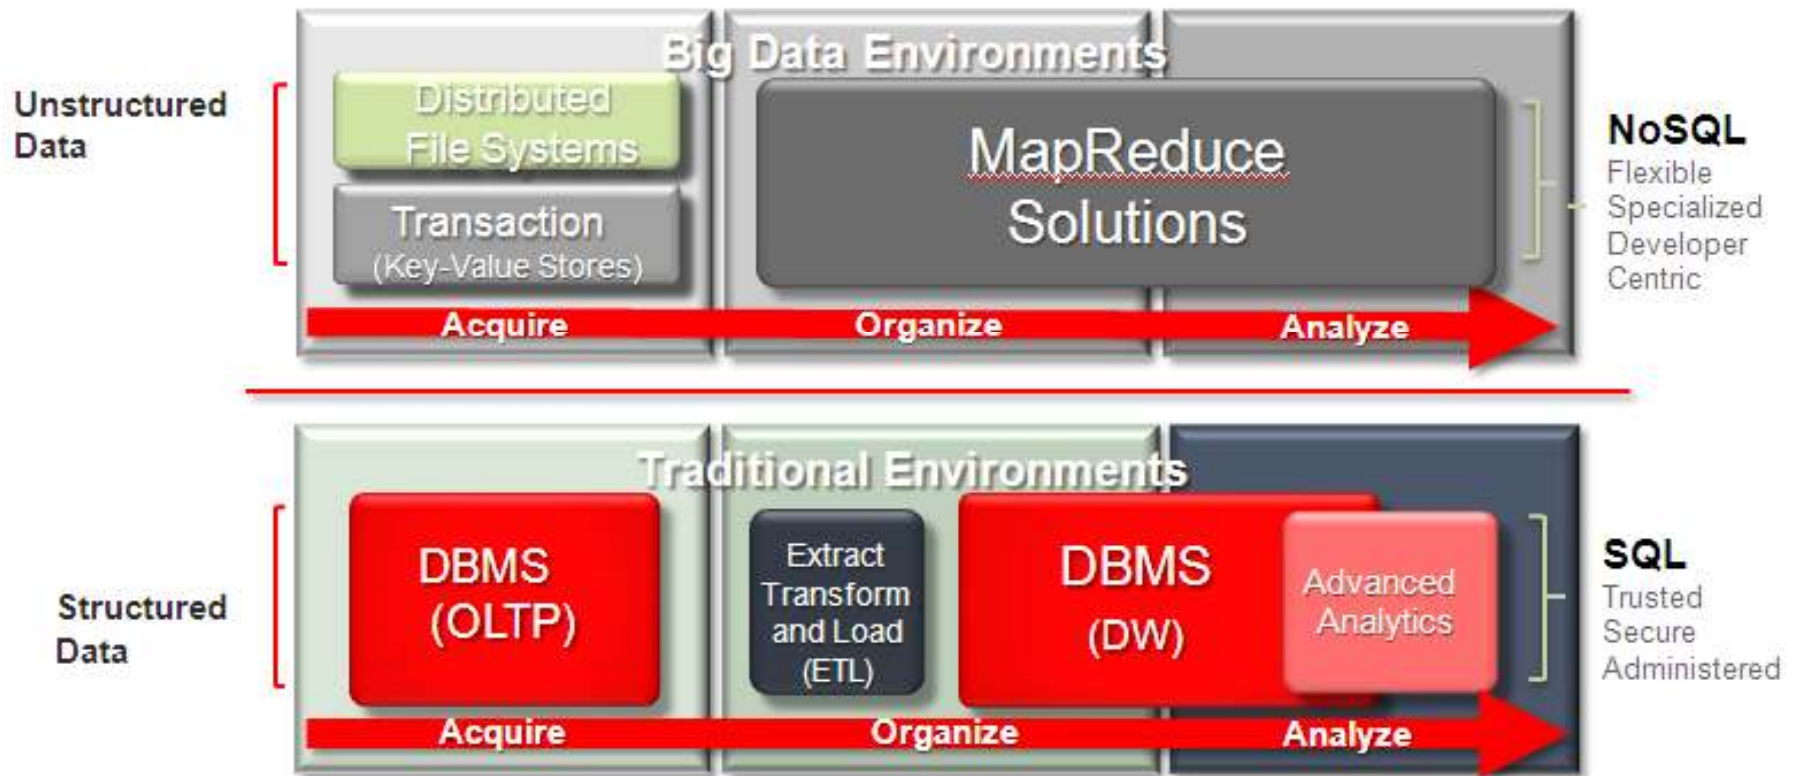 Big Data Environments
Unstructured
Data
Distributed
File Systems
Transaction
(Key-Value Stores)
MapReduce
Solutions
NoSQL
Flexible
Specialized
Developer
Centric
Acquire
Organize
Analyze
Traditional Environments
Structured
Data
DBMS
(OLTP)
Extract
Transform
and Load
(ETL)
DBMS
(DW)
Advanced
Analytics
SQL
Trusted
Secure
Administered
Acquire
Organize
Analyze